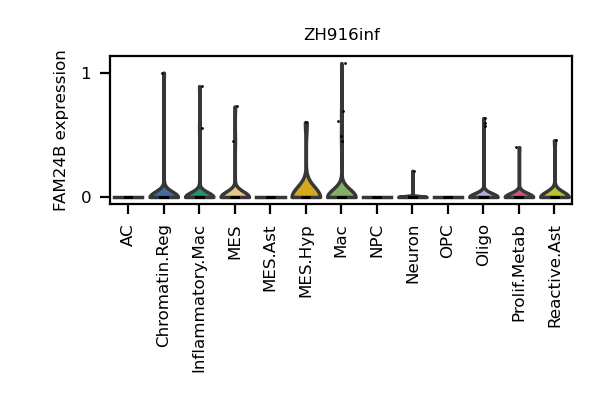 ZH916inf
FAM24B expression
1
0
AC
Chromatin.Reg
Inflammatory.Mac
MES
MES.Ast
MES.Hyp
Mac
NPC
Neuron
OPC
Oligo
Prolif.Metab
Reactive.Ast